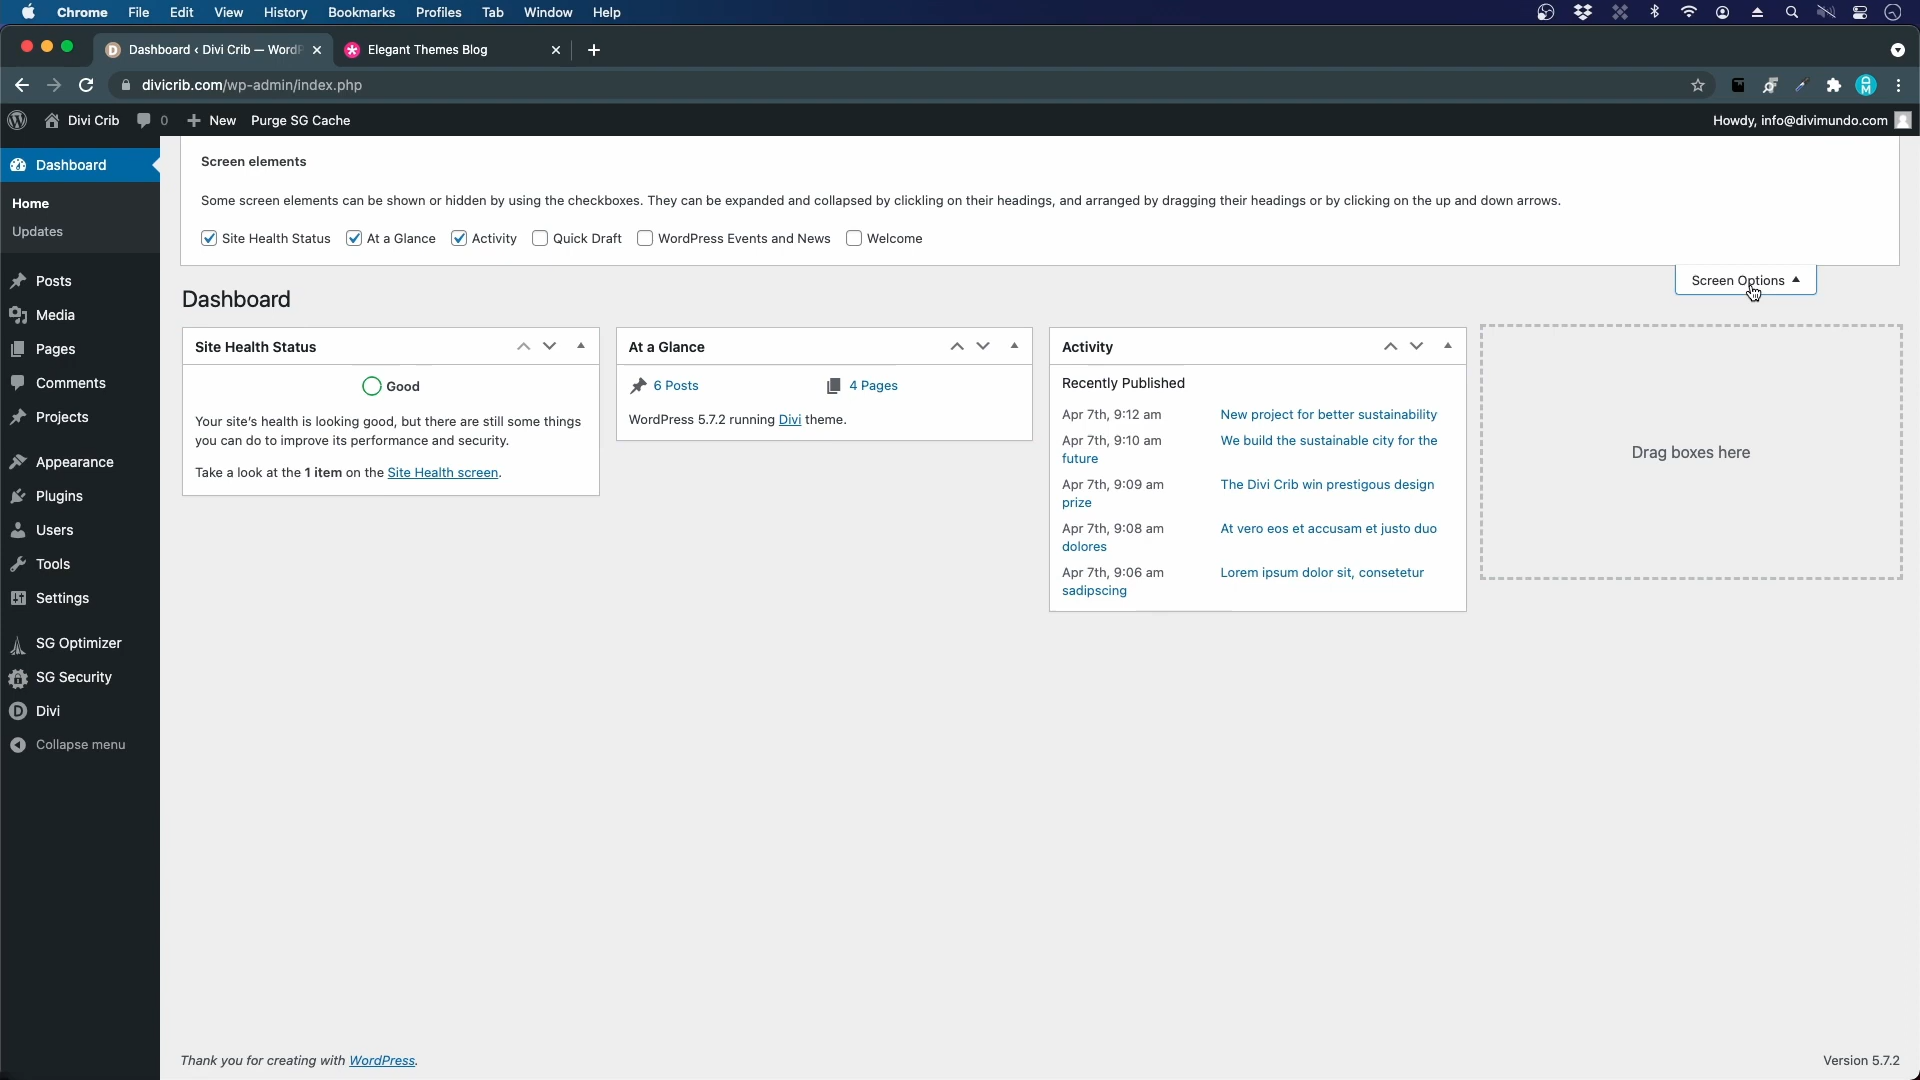 Chrome File Edit View History Bookmarks Profiles Tab Window Help
Dashboard ‹ Divi Crib — WordP
Elegant Themes Blog
divicrib.com/wp-admin/index.php
Divi Crib 0 New Purge SG Cache
Howdy, info@divimundo.com
Dashboard
Home
Updates
Posts
Media
Pages
Comments
Projects
Appearance
Plugins
Users
Tools
Settings
SG Optimizer
SG Security
Divi
Collapse menu
Screen elements
Some screen elements can be shown or hidden by using the checkboxes. They can be expanded and collapsed by clickling on their headings, and arranged by dragging their headings or by clicking on the up and down arrows.
Site Health Status At a Glance Activity Quick Draft WordPress Events and News Welcome
Screen Options
Dashboard
Site Health Status
Good
Your site's health is looking good, but there are still some things
you can do to improve its performance and security.
Take a look at the 1 item on the Site Health screen.
At a Glance
6 Posts 4 Pages
WordPress 5.7.2 running Divi theme.
Activity
Recently Published
Apr 7th, 9:12 am New project for better sustainability
Apr 7th, 9:10 am We build the sustainable city for the
future
Apr 7th, 9:09 am The Divi Crib win prestigous design
prize
Apr 7th, 9:08 am At vero eos et accusam et justo duo
dolores
Apr 7th, 9:06 am Lorem ipsum dolor sit, consetetur
sadipscing
Drag boxes here
Thank you for creating with WordPress.
Version 5.7.2